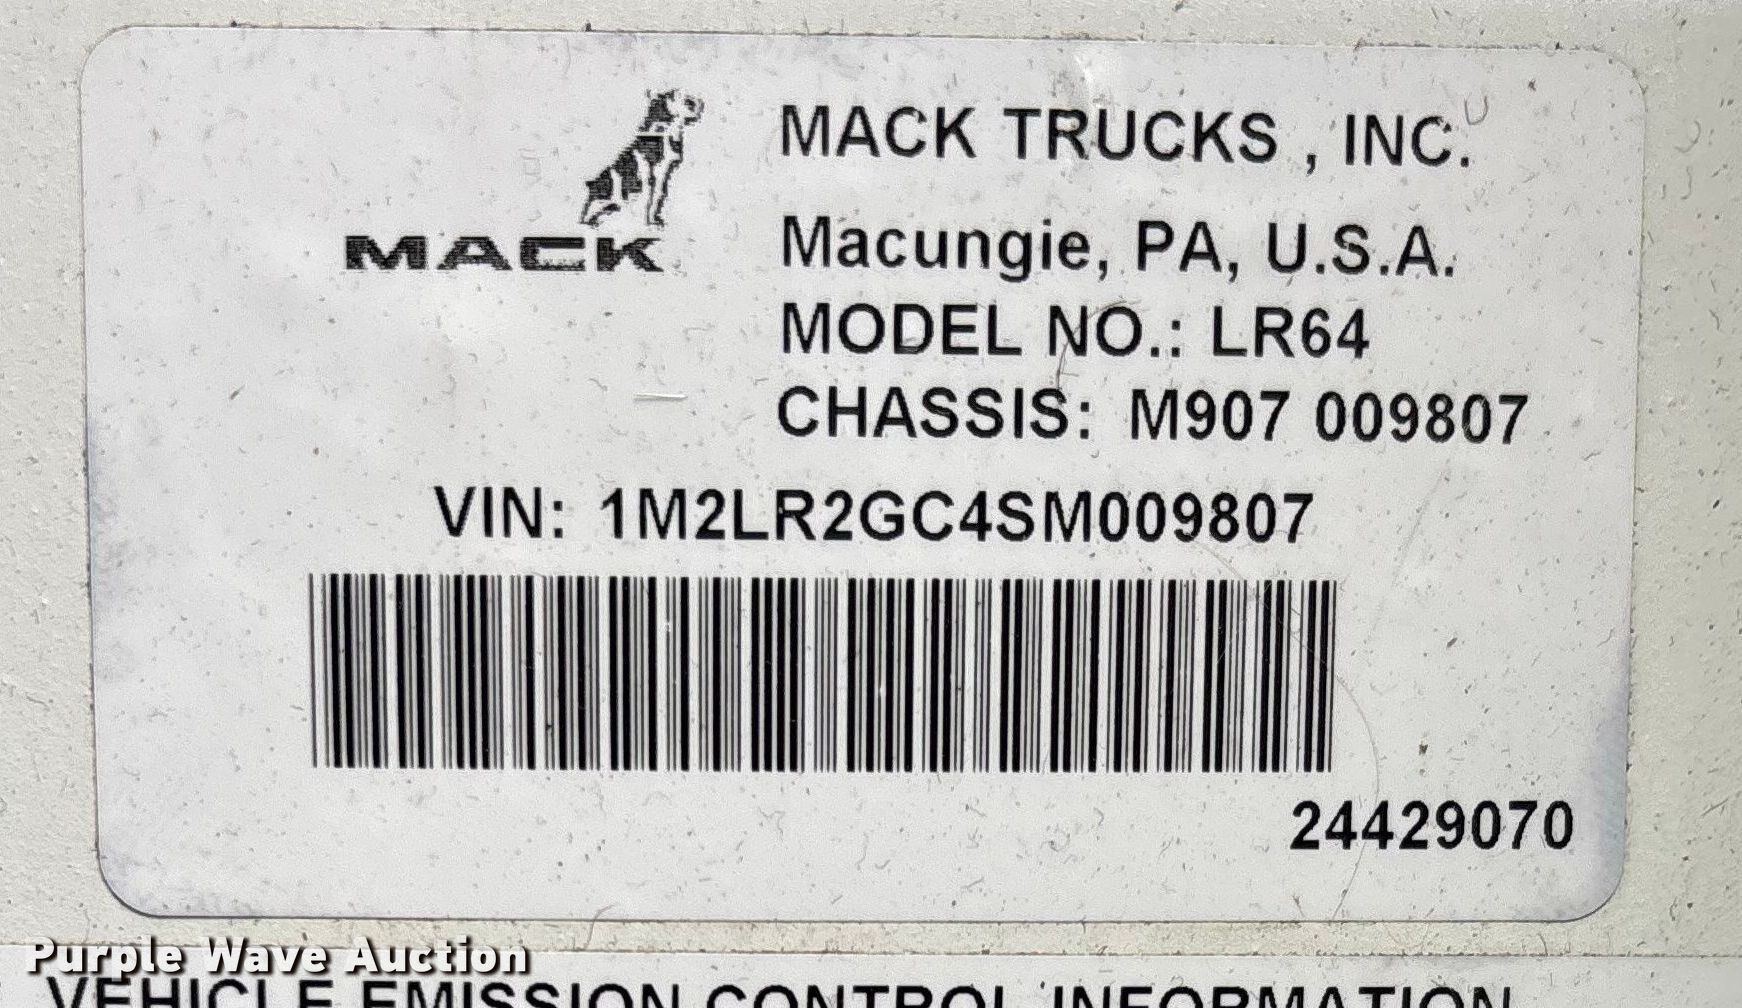 MACK
MACK TRUCKS , INC.
Macungie, PA, U.S.A.
MODEL NO.: LR64
CHASSIS: M907 009807
VIN: 1M2LR2GC4SM009807
24429070
Purple Wave Auction
VEHICLE EMISSION CONTROL INFORMATION